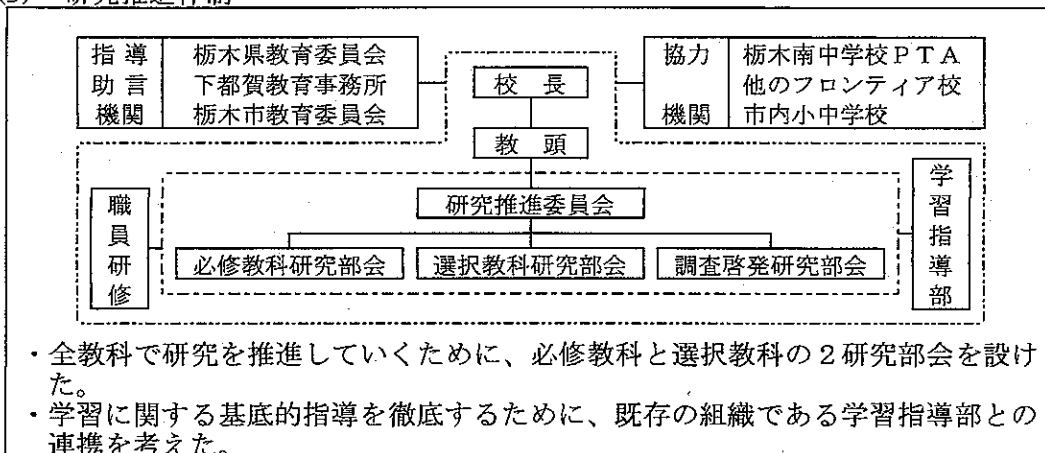 研究推進体制
指導 栃木県教育委員会
助言 下都賀教育事務所
機関 栃木市教育委員会
協力 栃木南中学校PTA
他のフロンティア校
機関 市内小中学校
校長
教頭
職員研修
研究推進委員会
学習指導部
必修教科研究部会 選択教科研究部会 調査啓発研究部会
・全教科で研究を推進していくために、必修教科と選択教科の2研究部会を設け
た。
・学習に関する基底的指導を徹底するために、既存の組織である学習指導部との
連携を考えた。